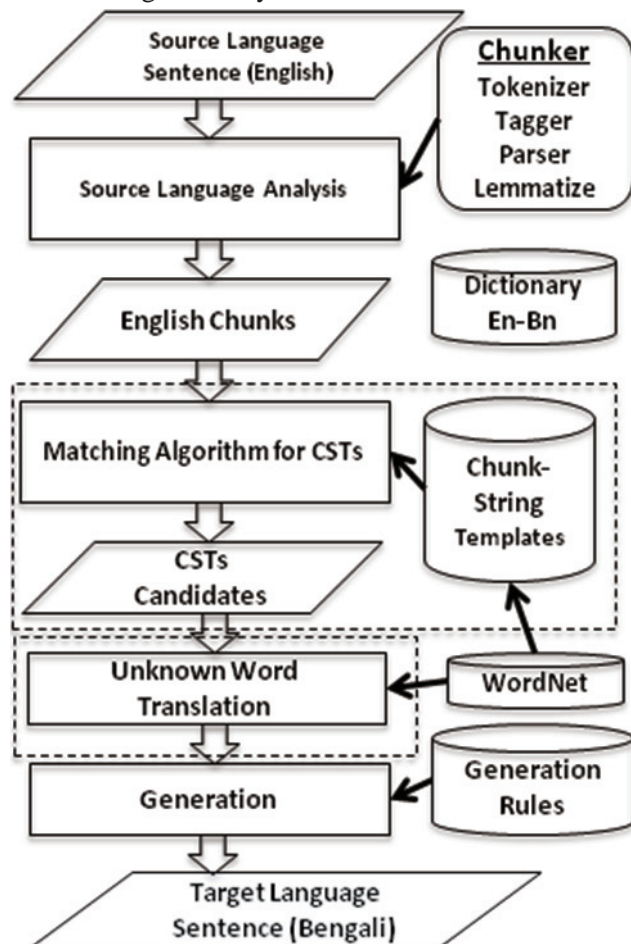 Source Language
Sentence (English)
Chunker
Tokenizer
Tagger
Parser
Lemmatize
Source Language Analysis
Dictionary
En-Bn
English Chunks
Matching Algorithm for CSTs
Chunk-
String
Templates
CSTs
Candidates
Unknown Word
Translation
WordNet
Generation
Rules
Generation
Target Language
Sentence (Bengali)